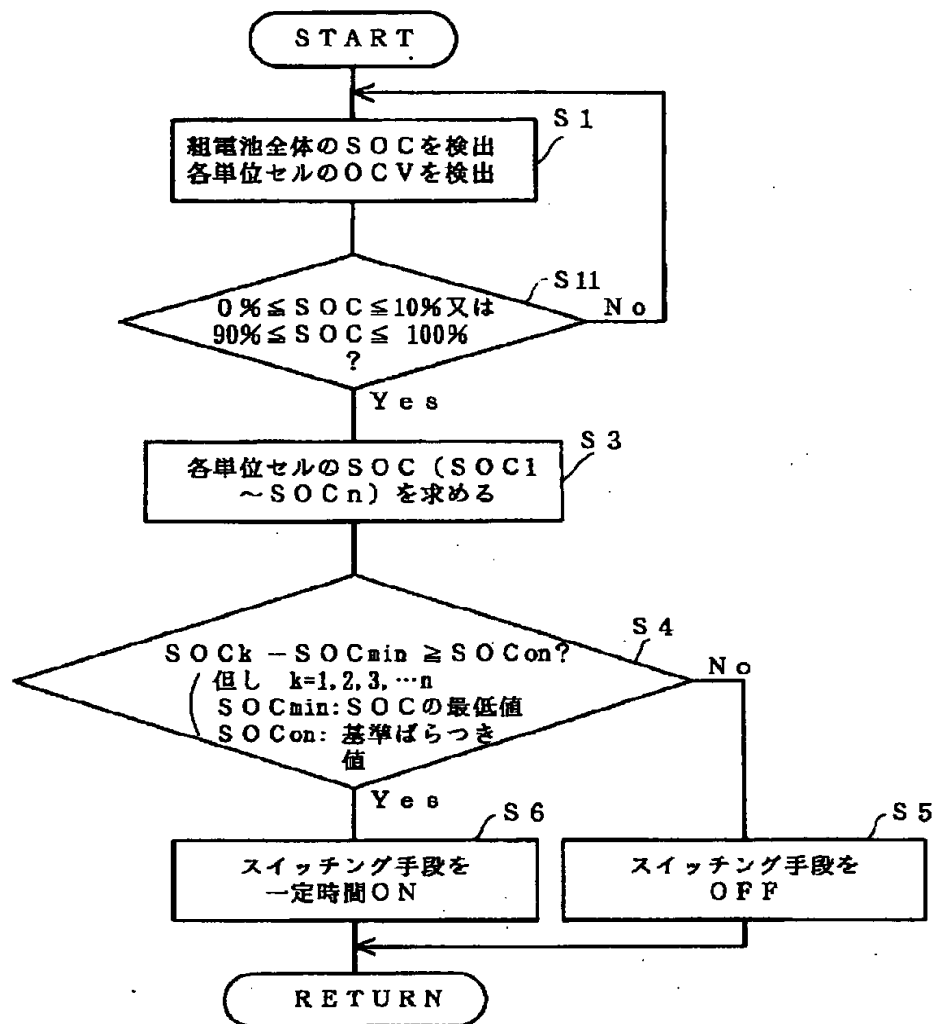 START
S1
組電池全体のSOCを検出
各単位セルのOCVを検出
S11
0%≦SOC≦10%又は
90%≦SOC≦ 100%
?
No
Yes
S3
各単位セルのSOC(SOC1
~SOCn)を求める
S4
SOCk -SOCmin ≧SOCon?
但し k=1,2,3,…n
SOCmin:SOCの最低値
SOCon: 基準ばらつき
値
No
Yes
S6
スイッチング手段を
一定時間ON
S5
スイッチング手段を
OFF
RETURN